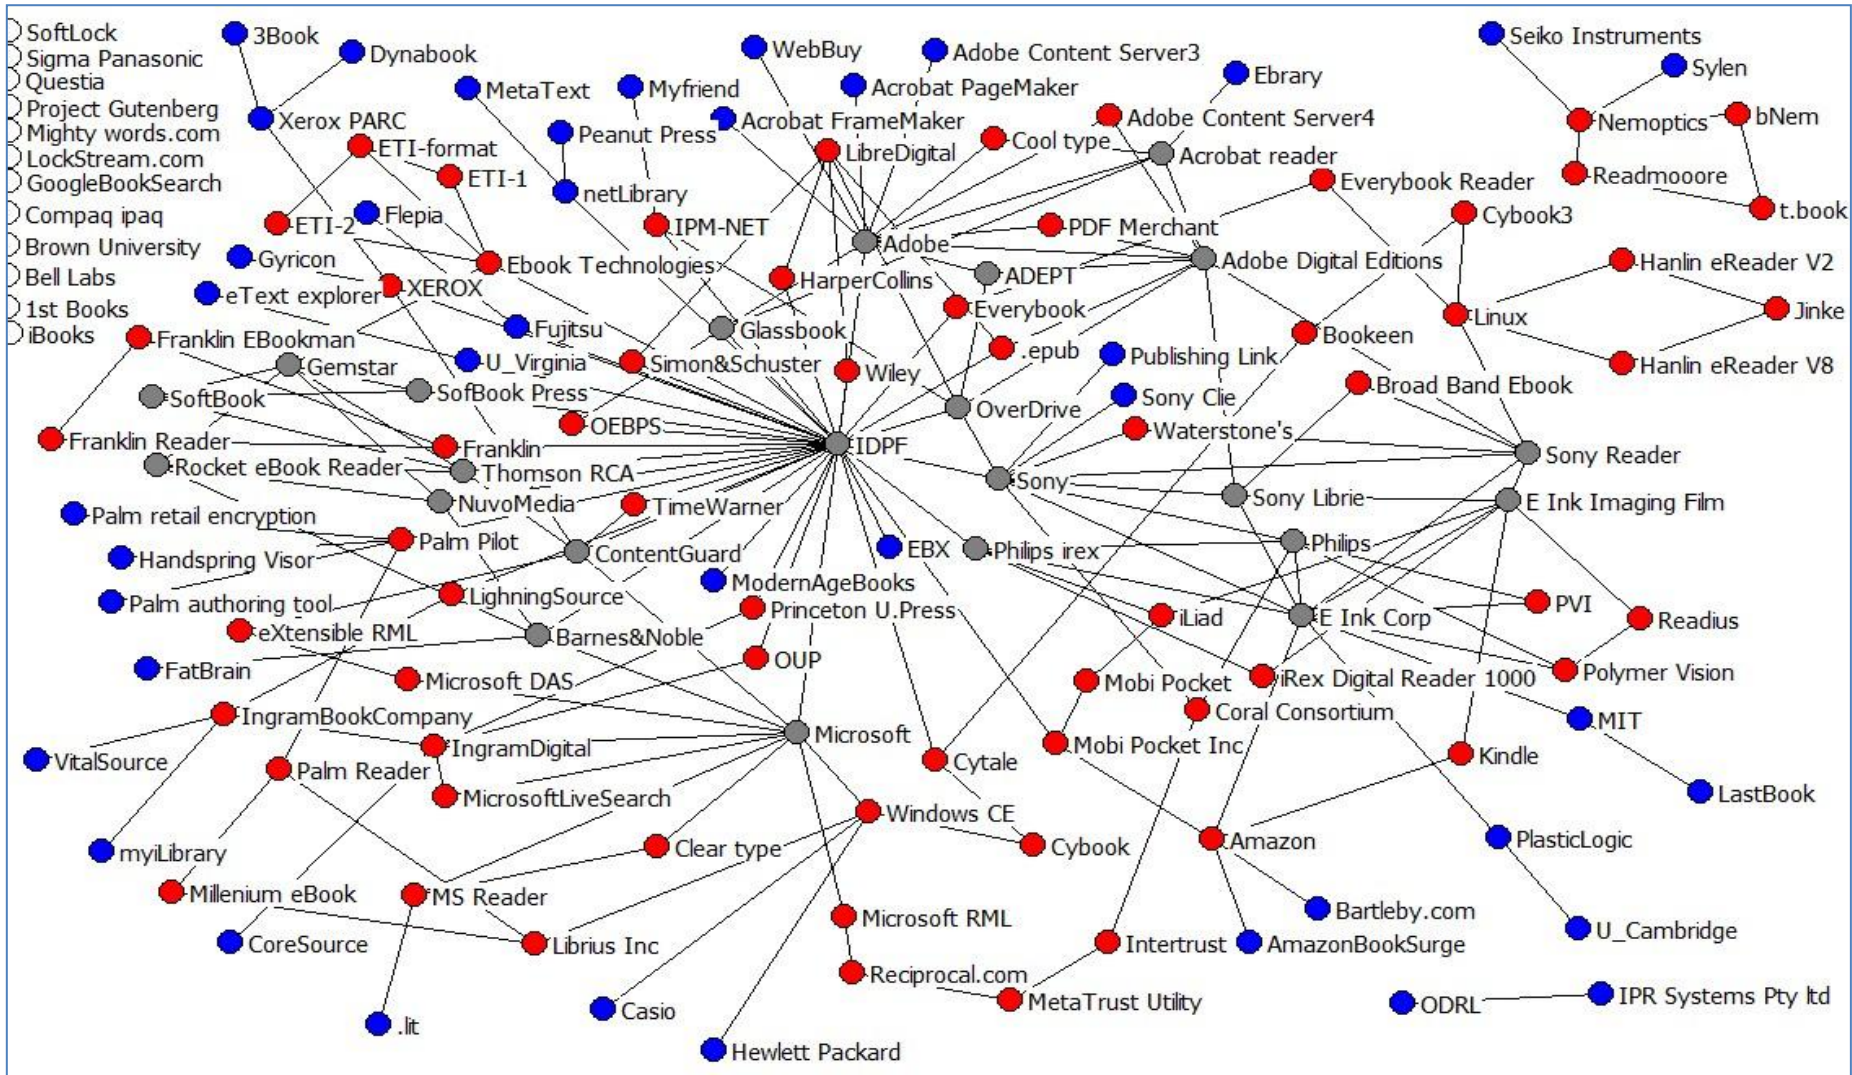 SoftLock
Sigma Panasonic
Questia
Project Gutenberg
Mighty words.com
LockStream.com
GoogleBookSearch
Compaq ipaq
Brown University
Bell Labs
1st Books
iBooks
3Book
Dynabook
MetaText
Myfriend
WebBuy
Adobe Content Server3
Acrobat PageMaker
Ebrary
Seiko Instruments
Sylen
Xerox PARC
Peanut Press
Acrobat FrameMaker
Adobe Content Server4
Nemoptics
bNem
ETI-format
LibreDigital
Cool type
Acrobat reader
ETI-1
netLibrary
Everybook Reader
Readmooore
ETI-2
Flepia
IPM-NET
PDF Merchant
Cybook3
t.book
Gyricon
Ebook Technologies
Adobe
Adobe Digital Editions
Hanlin eReader V2
eText explorer
XEROX
HarperCollins
ADEPT
Everybook
Linux
Jinke
Franklin EBookman
Fujitsu
Glassbook
.epub
Bookeen
Gemstar
U_Virginia
Simon&Schuster
Wiley
Publishing Link
Hanlin eReader V8
SoftBook
SofBook Press
OverDrive
Sony Clie
Broad Band Ebook
Franklin Reader
Franklin
OEBPS
IDPF
Waterstone's
Sony Reader
Rocket eBook Reader
Thomson RCA
Sony
Sony Librie
E Ink Imaging Film
NuvoMedia
TimeWarner
Palm retail encryption
Palm Pilot
ContentGuard
EBX
Philips irex
Philips
Handspring Visor
ModernAgeBooks
Palm authoring tool
LighningSource
Princeton U.Press
iLiad
E Ink Corp
PVI
Readius
eXtensible RML
Barnes&Noble
FatBrain
Microsoft DAS
OUP
Mobi Pocket
iRex Digital Reader 1000
Polymer Vision
IngramBookCompany
Coral Consortium
MIT
VitalSource
IngramDigital
Microsoft
Cytale
Mobi Pocket Inc
Kindle
Palm Reader
MicrosoftLiveSearch
LastBook
Windows CE
myiLibrary
Clear type
Cybook
Amazon
PlasticLogic
Millenium eBook
MS Reader
Microsoft RML
Bartleby.com
CoreSource
Librius Inc
Intertrust
AmazonBookSurge
U_Cambridge
Reciprocal.com
.lit
Casio
MetaTrust Utility
ODRL
IPR Systems Pty ltd
Hewlett Packard